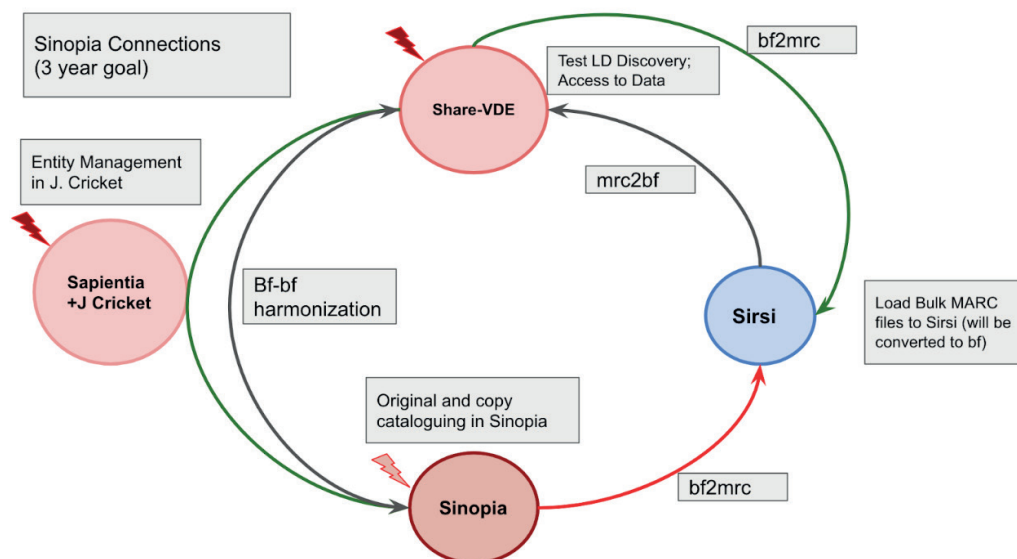 Sinopia Connections
(3 year goal)
bf2mrc
Test LD Discovery;
Access to Data
Share-VDE
Entity Management
in J. Cricket
mrc2bf
Sapientia
+J Cricket
Bf-bf
harmonization
Sirsi
Load Bulk MARC
files to Sirsi (will be
converted to bf)
Original and copy
cataloguing in Sinopia
bf2mrc
Sinopia